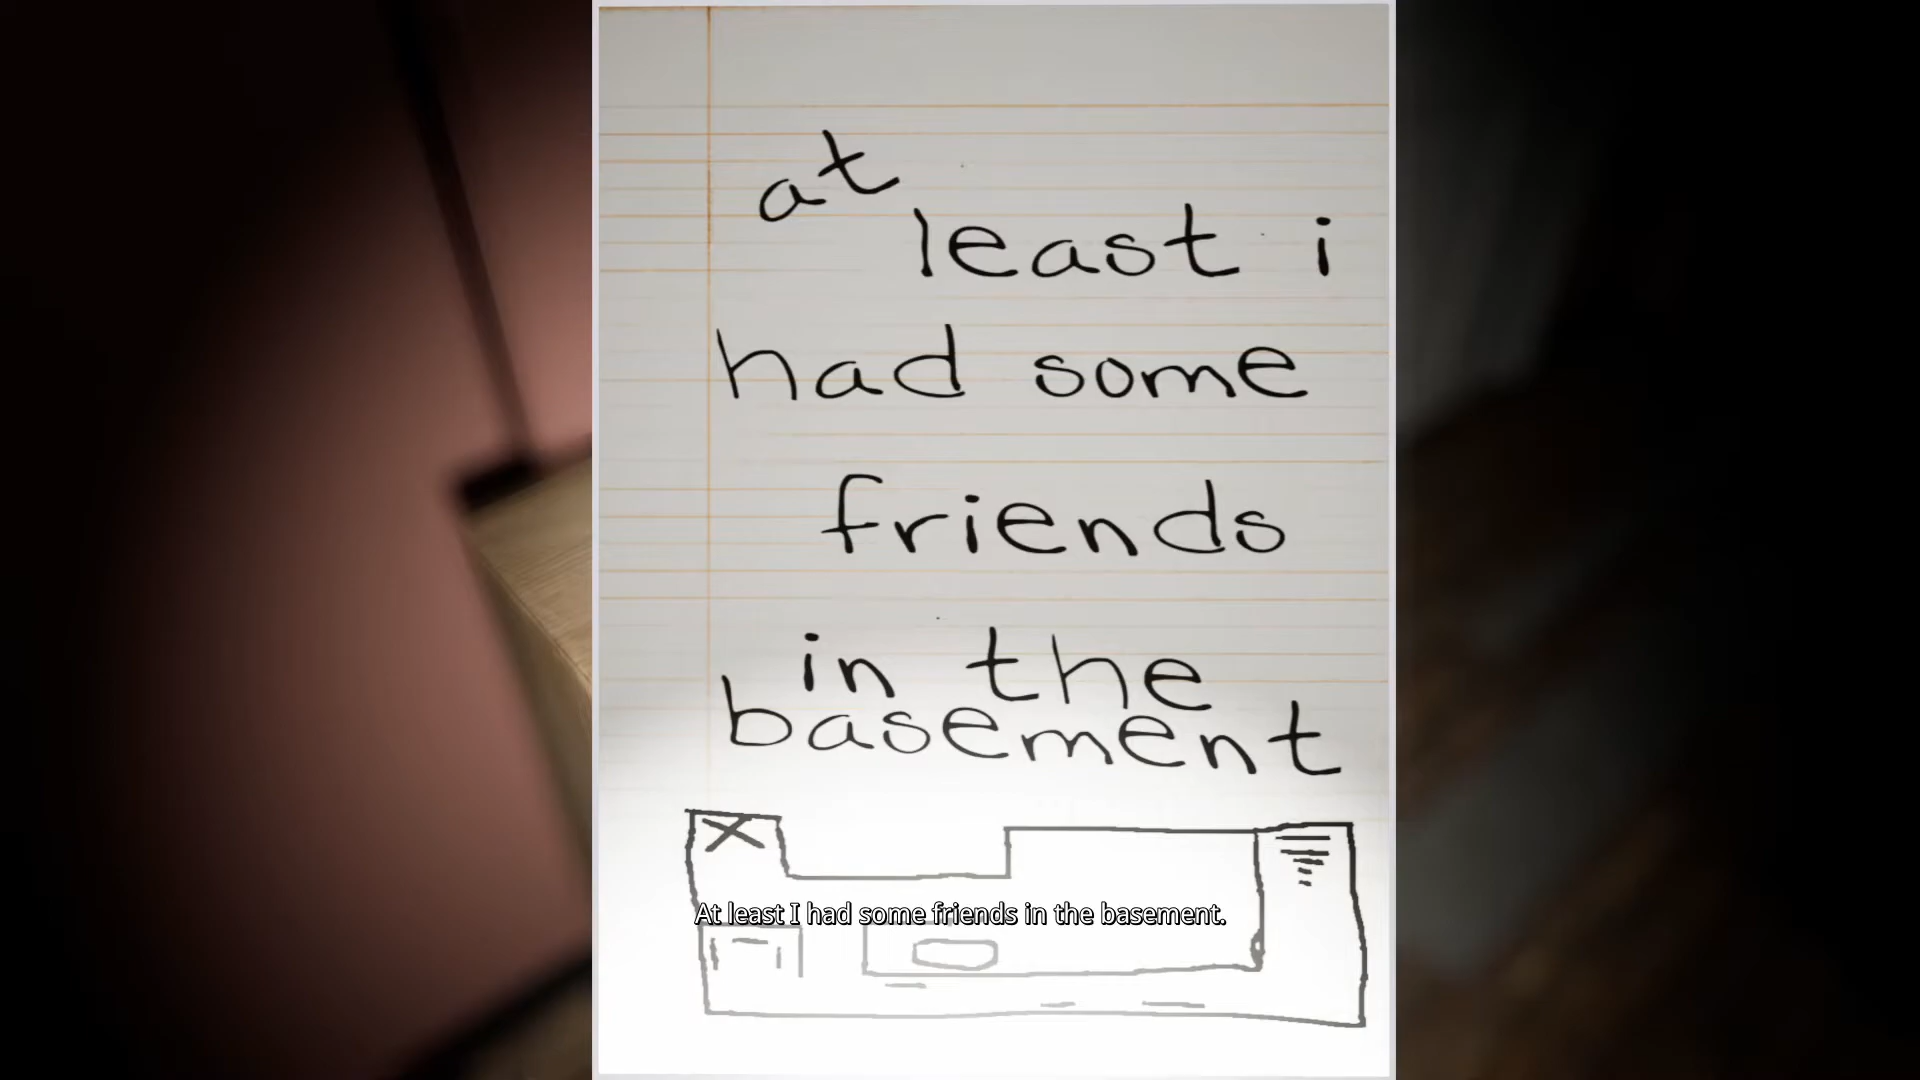 at
least i
had some
friends
in the
basement
At least I had some friends in the basement.